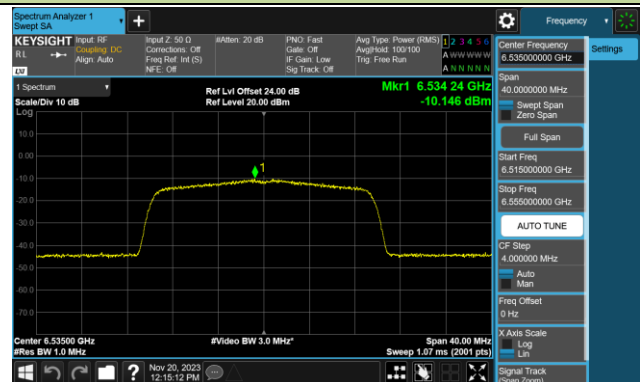 Spectrum Analyzer 1
Swept SA
+
Frequency
KEYSIGHT
RL
LXI
Input: RF
Coupling: DC
Align: Auto
Input Z: 50 Ω
Corrections: Off
Freq Ref: Int (S)
NFE: Off
#Atten: 20 dB
PNO: Fast
Gate: Off
IF Gain: Low
Sig Track: Off
Avg Type: Power (RMS)
Avg|Hold: 100/100
Trig: Free Run
1 2 3 4 5 6
A W W W W W
A N N N N N
1 Spectrum
Scale/Div 10 dB
Log
Ref Lvl Offset 24.00 dB
Ref Level 20.00 dBm
Mkr1 6.534 24 GHz
-10.146 dBm
10.0
0.00
-10.0
-20.0
-30.0
-40.0
-50.0
-60.0
-70.0
1
Center 6.53500 GHz
#Res BW 1.0 MHz
#Video BW 3.0 MHz*
Span 40.00 MHz
Sweep 1.07 ms (2001 pts)
Nov 20, 2023
12:15:12 PM
?
Center Frequency
6.535000000 GHz
Span
40.0000000 MHz
Swept Span
Zero Span
Full Span
Start Freq
6.515000000 GHz
Stop Freq
6.555000000 GHz
AUTO TUNE
CF Step
4.000000 MHz
Auto
Man
Freq Offset
0 Hz
X Axis Scale
Log
Lin
Signal Track
(Span Zoom)
Settings